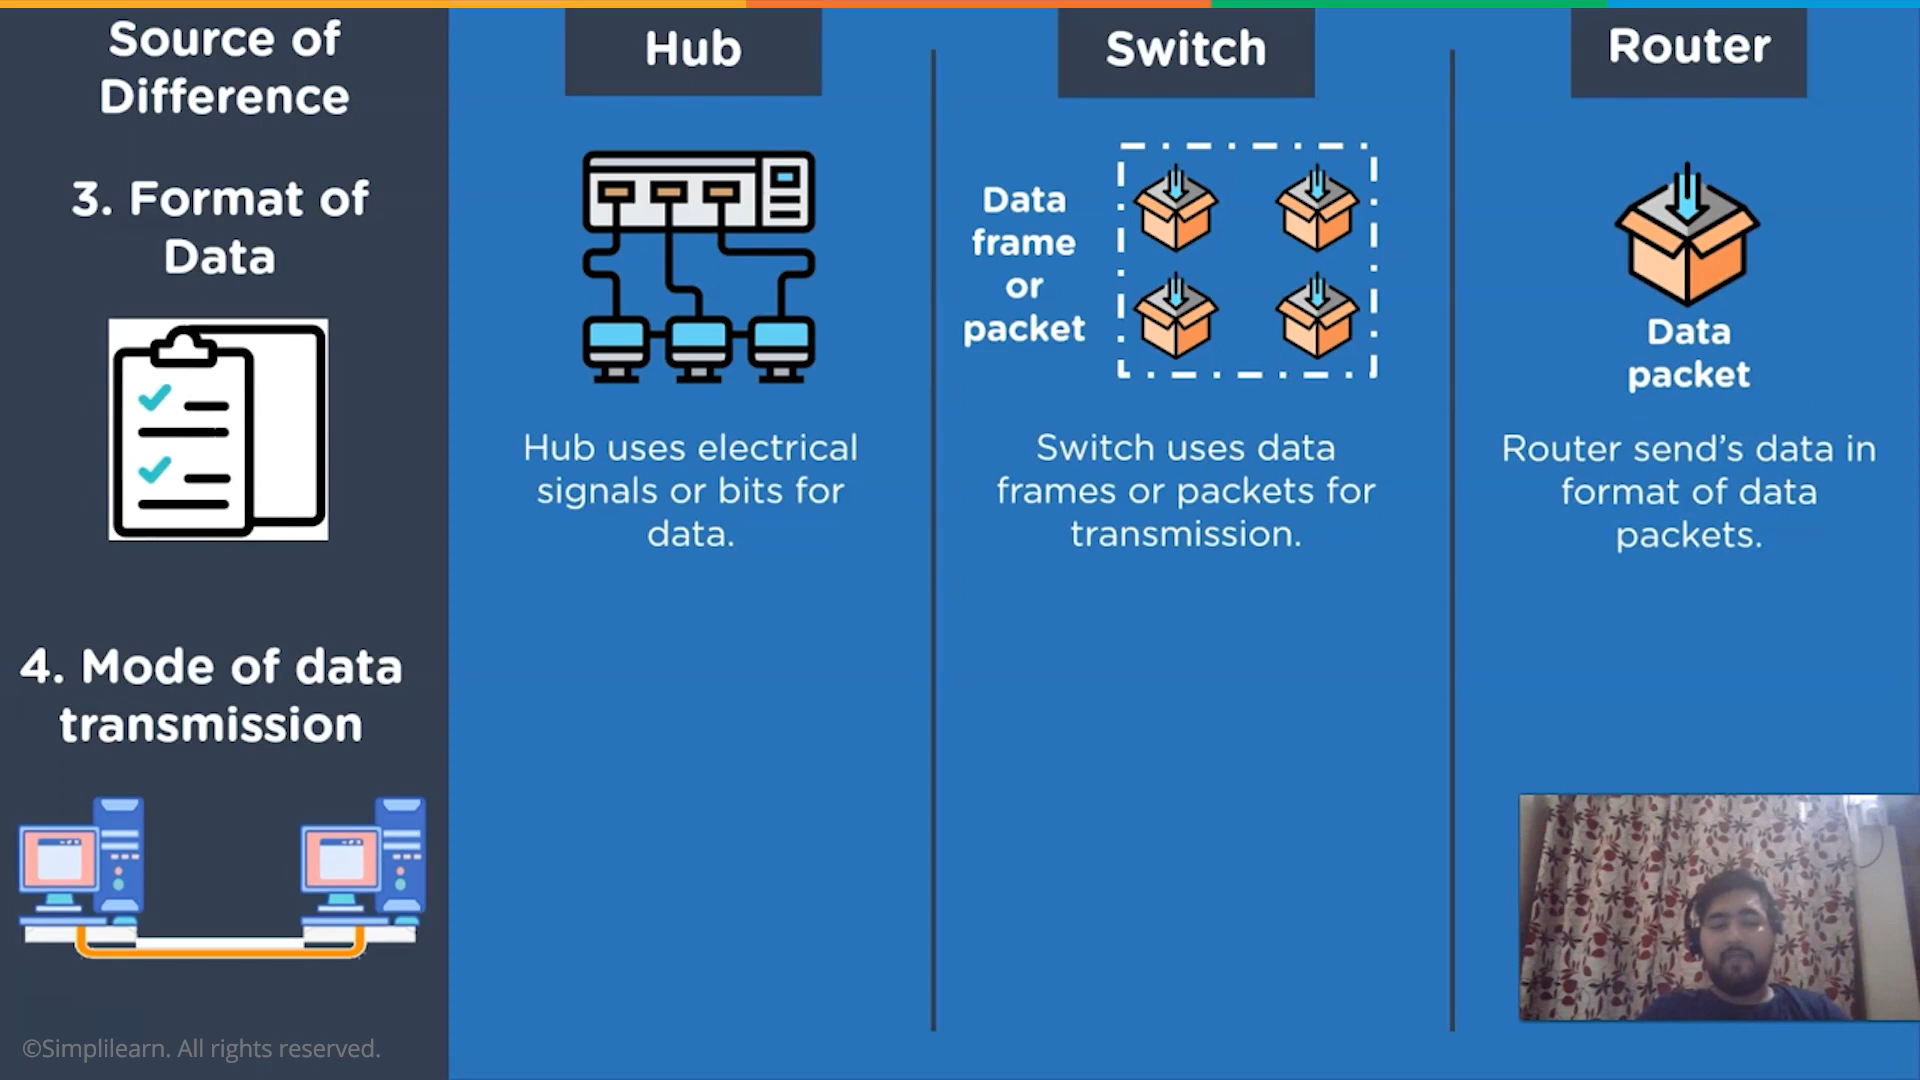 Source of
Difference
Hub
Switch
Router
3. Format of
Data
Data
frame
or
packet
Data
packet
Hub uses electrical
signals or bits for
data.
Switch uses data
frames or packets for
transmission.
Router send's data in
format of data
packets.
4. Mode of data
transmission
©Simplilearn. All rights reserved.